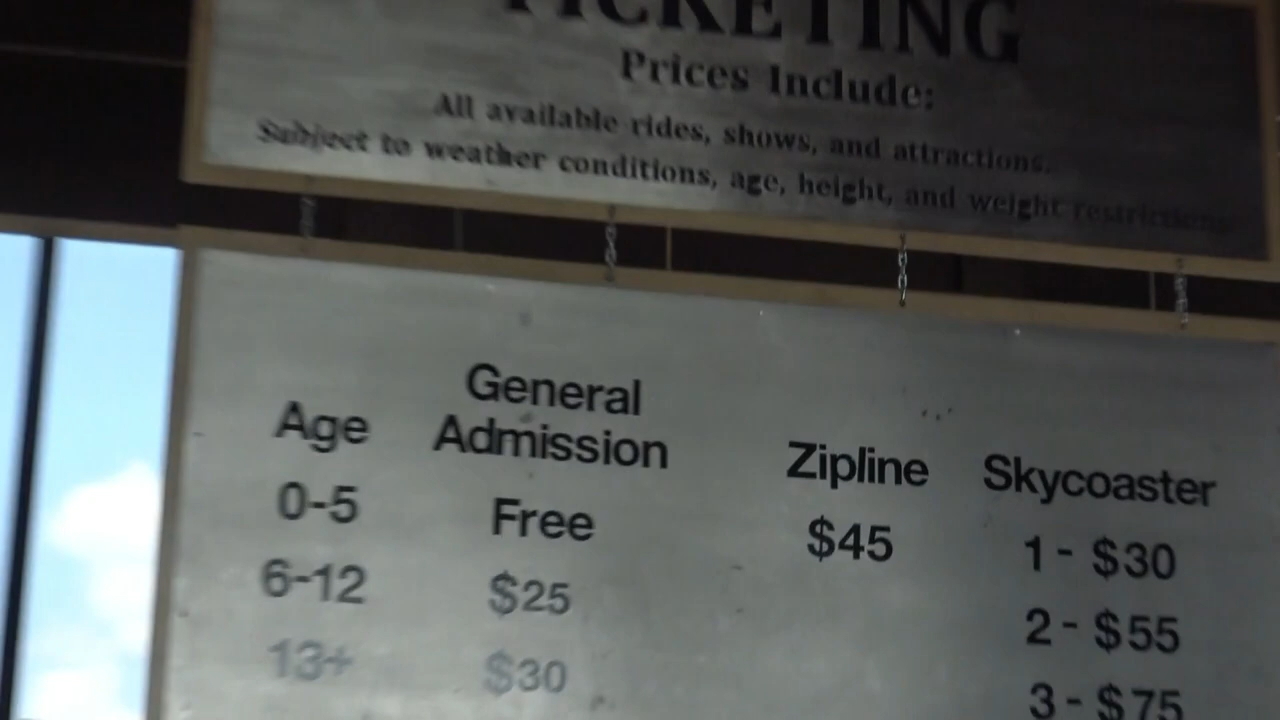 TICKETING
Prices Include:
All available rides, shows, and attractions.
Subject to weather conditions, age, height, and weight restrictions
Age General Admission Zipline Skycoaster
0-5 Free $45 1 - $30
6-12 $25 2 - $55
13+ $30 3 - $75